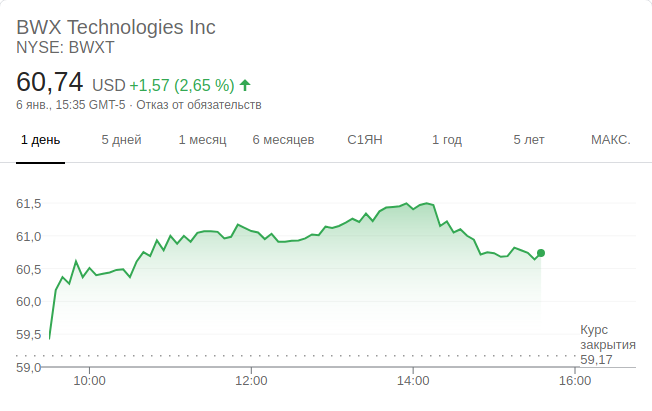 BWX Technologies Inc
NYSE: BWXT
60,74 USD +1,57 (2,65 %)
6 янв., 15:35 GMT-5 · Отказ от обязательств
1 день 5 дней 1 месяц 6 месяцев С1ЯН 1 год 5 лет МАКС.
61,5
61,0
60,5
60,0
59,5
Курс
закрытия
59,17
59,0
10:00 12:00 14:00 16:00